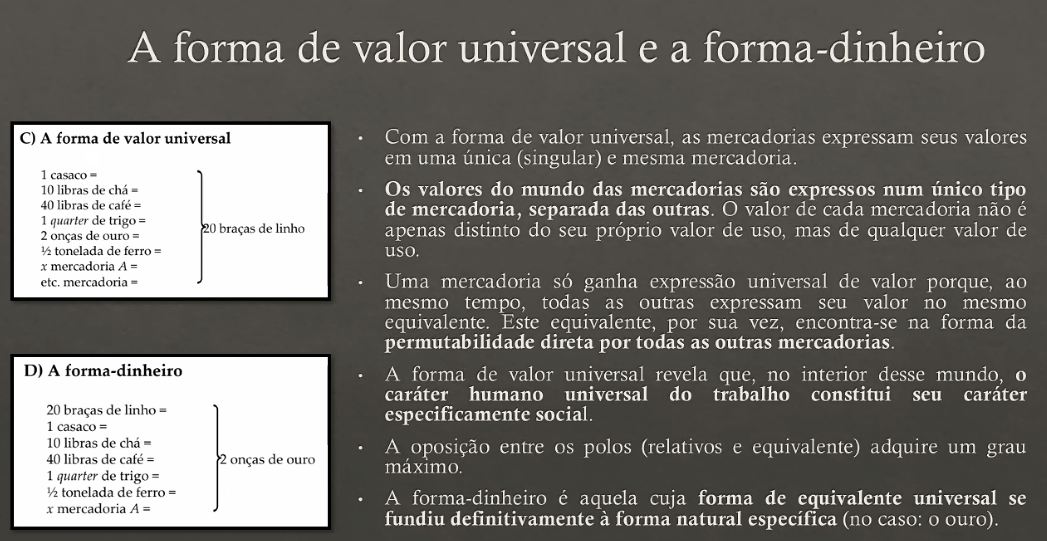 A forma de valor universal e a forma-dinheiro
C) A forma de valor universal
1 casaco =
10 libras de chá =
40 libras de café =
1 quarter de trigo =
2 onças de ouro =
½ tonelada de ferro =
x mercadoria A =
etc. mercadoria =
20 braças de linho
D) A forma-dinheiro
20 braças de linho =
1 casaco =
10 libras de chá =
40 libras de café =
1 quarter de trigo =
½ tonelada de ferro =
x mercadoria A =
2 onças de ouro
• Com a forma de valor universal, as mercadorias expressam seus valores
em uma única (singular) e mesma mercadoria.
• Os valores do mundo das mercadorias são expressos num único tipo
de mercadoria, separada das outras. O valor de cada mercadoria não é
apenas distinto do seu próprio valor de uso, mas de qualquer valor de
uso.
• Uma mercadoria só ganha expressão universal de valor porque, ao
mesmo tempo, todas as outras expressam seu valor no mesmo
equivalente. Este equivalente, por sua vez, encontra-se na forma da
permutabilidade direta por todas as outras mercadorias.
• A forma de valor universal revela que, no interior desse mundo, o
caráter humano universal do trabalho constitui seu caráter
especificamente social.
• A oposição entre os polos (relativos e equivalente) adquire um grau
máximo.
• A forma-dinheiro é aquela cuja forma de equivalente universal se
fundiu definitivamente à forma natural específica (no caso: o ouro).